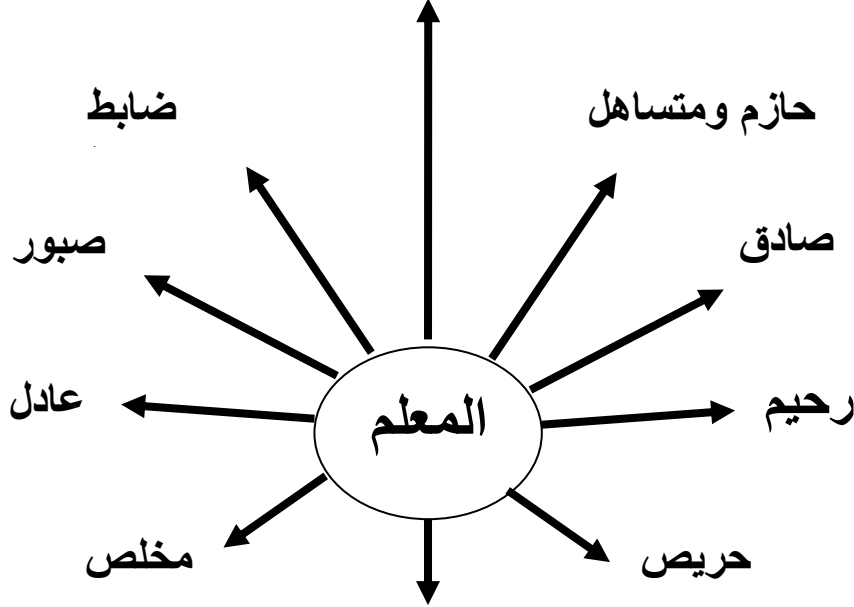 حازم ومتساهل
ضابط
صادق
صبور
رحيم
عادل
المعلم
حريص
مخلص